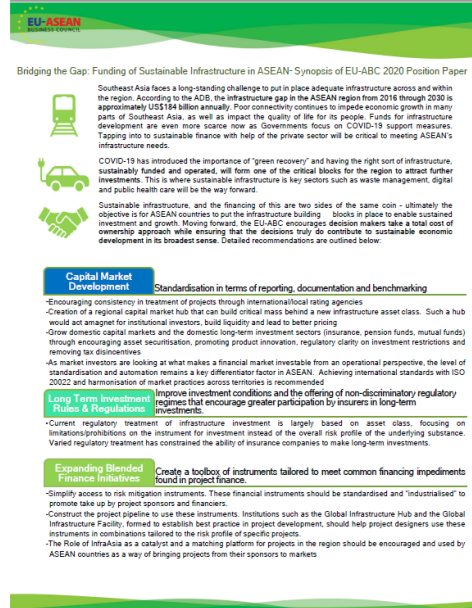 EU-ASEAN
BUSINESS COUNCIL
Bridging the Gap: Funding of Sustainable Infrastructure in ASEAN- Synopsis of EU-ABC 2020 Position Paper
Southeast Asia faces a long-standing challenge to put in place adequate infrastructure across and within
the region. According to the ADB, the infrastructure gap in the ASEAN region from 2016 through 2030 is
approximately US$184 billion annually. Poor connectivity continues to impede economic growth in many
parts of Southeast Asia, as well as impact the quality of life for its people. Funds for infrastructure
development are even more scarce now as Governments focus on COVID-19 support measures.
Tapping into to sustainable finance with help of the private sector will be critical to meeting ASEAN's
infrastructure needs.
COVID-19 has introduced the importance of "green recovery" and having the right sort of infrastructure,
sustainably funded and operated, will form one of the critical blocks for the region to attract further
investments. This is where sustainable infrastructure is key sectors such as waste management, digital
and public health care will be the way forward.
Sustainable infrastructure, and the financing of this are two sides of the same coin - ultimately the
objective is for ASEAN countries to put the infrastructure building blocks in place to enable sustained
investment and growth. Moving forward, the EU-ABC encourages decision makers take a total cost of
ownership approach while ensuring that the decisions truly do contribute to sustainable economic
development in its broadest sense. Detailed recommendations are outlined below:
Capital Market
Development
Standardisation in terms of reporting, documentation and benchmarking
-Encouraging consistency in treatment of projects through international/local rating agencies
-Creation of a regional capital market hub that can build critical mass behind a new infrastructure asset class. Such a hub
would act amagnet for institutional investors, build liquidity and lead to better pricing
-Grow domestic capital markets and the domestic long-term investment sectors (insurance, pension funds, mutual funds)
through encouraging asset securitisation, promoting product innovation, regulatory clarity on investment restrictions and
removing tax disincentives
-As market investors are looking at what makes a financial market investable from an operational perspective, the level of
standardisation and automation remains a key differentiator factor in ASEAN. Achieving international standards with ISO
20022 and harmonisation of market practices across territories is recommended
Long Term Investment
Rules & Regulations
Improve investment conditions and the offering of non-discriminatory regulatory
regimes that encourage greater participation by insurers in long-term
investments.
•Current regulatory treatment of infrastructure investment is largely based on asset class, focusing on
limitations/prohibitions on the instrument for investment instead of the overall risk profile of the underlying substance.
Varied regulatory treatment has constrained the ability of insurance companies to make long-term investments.
Expanding Blended
Finance Initiatives
Create a toolbox of instruments tailored to meet common financing impediments
found in project finance.
-Simplify access to risk mitigation instruments. These financial instruments should be standardised and "industrialised" to
promote take up by project sponsors and financiers.
-Construct the project pipeline to use these instruments. Institutions such as the Global Infrastructure Hub and the Global
Infrastructure Facility, formed to establish best practice in project development, should help project designers use these
instruments in combinations tailored to the risk profile of specific projects.
-The Role of InfraAsia as a catalyst and a matching platform for projects in the region should be encouraged and used by
ASEAN countries as a way of bringing projects from their sponsors to markets